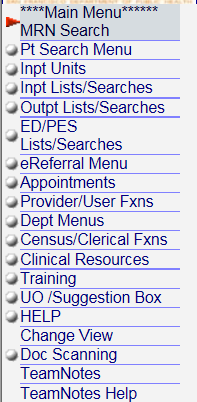 ****Main Menu******
MRN Search
Pt Search Menu
Inpt Units
Inpt Lists/Searches
Outpt Lists/Searches
ED/PES
Lists/Searches
eReferral Menu
Appointments
Provider/User Fxns
Dept Menus
Census/Clerical Fxns
Clinical Resources
Training
UO /Suggestion Box
HELP
Change View
Doc Scanning
TeamNotes
TeamNotes Help